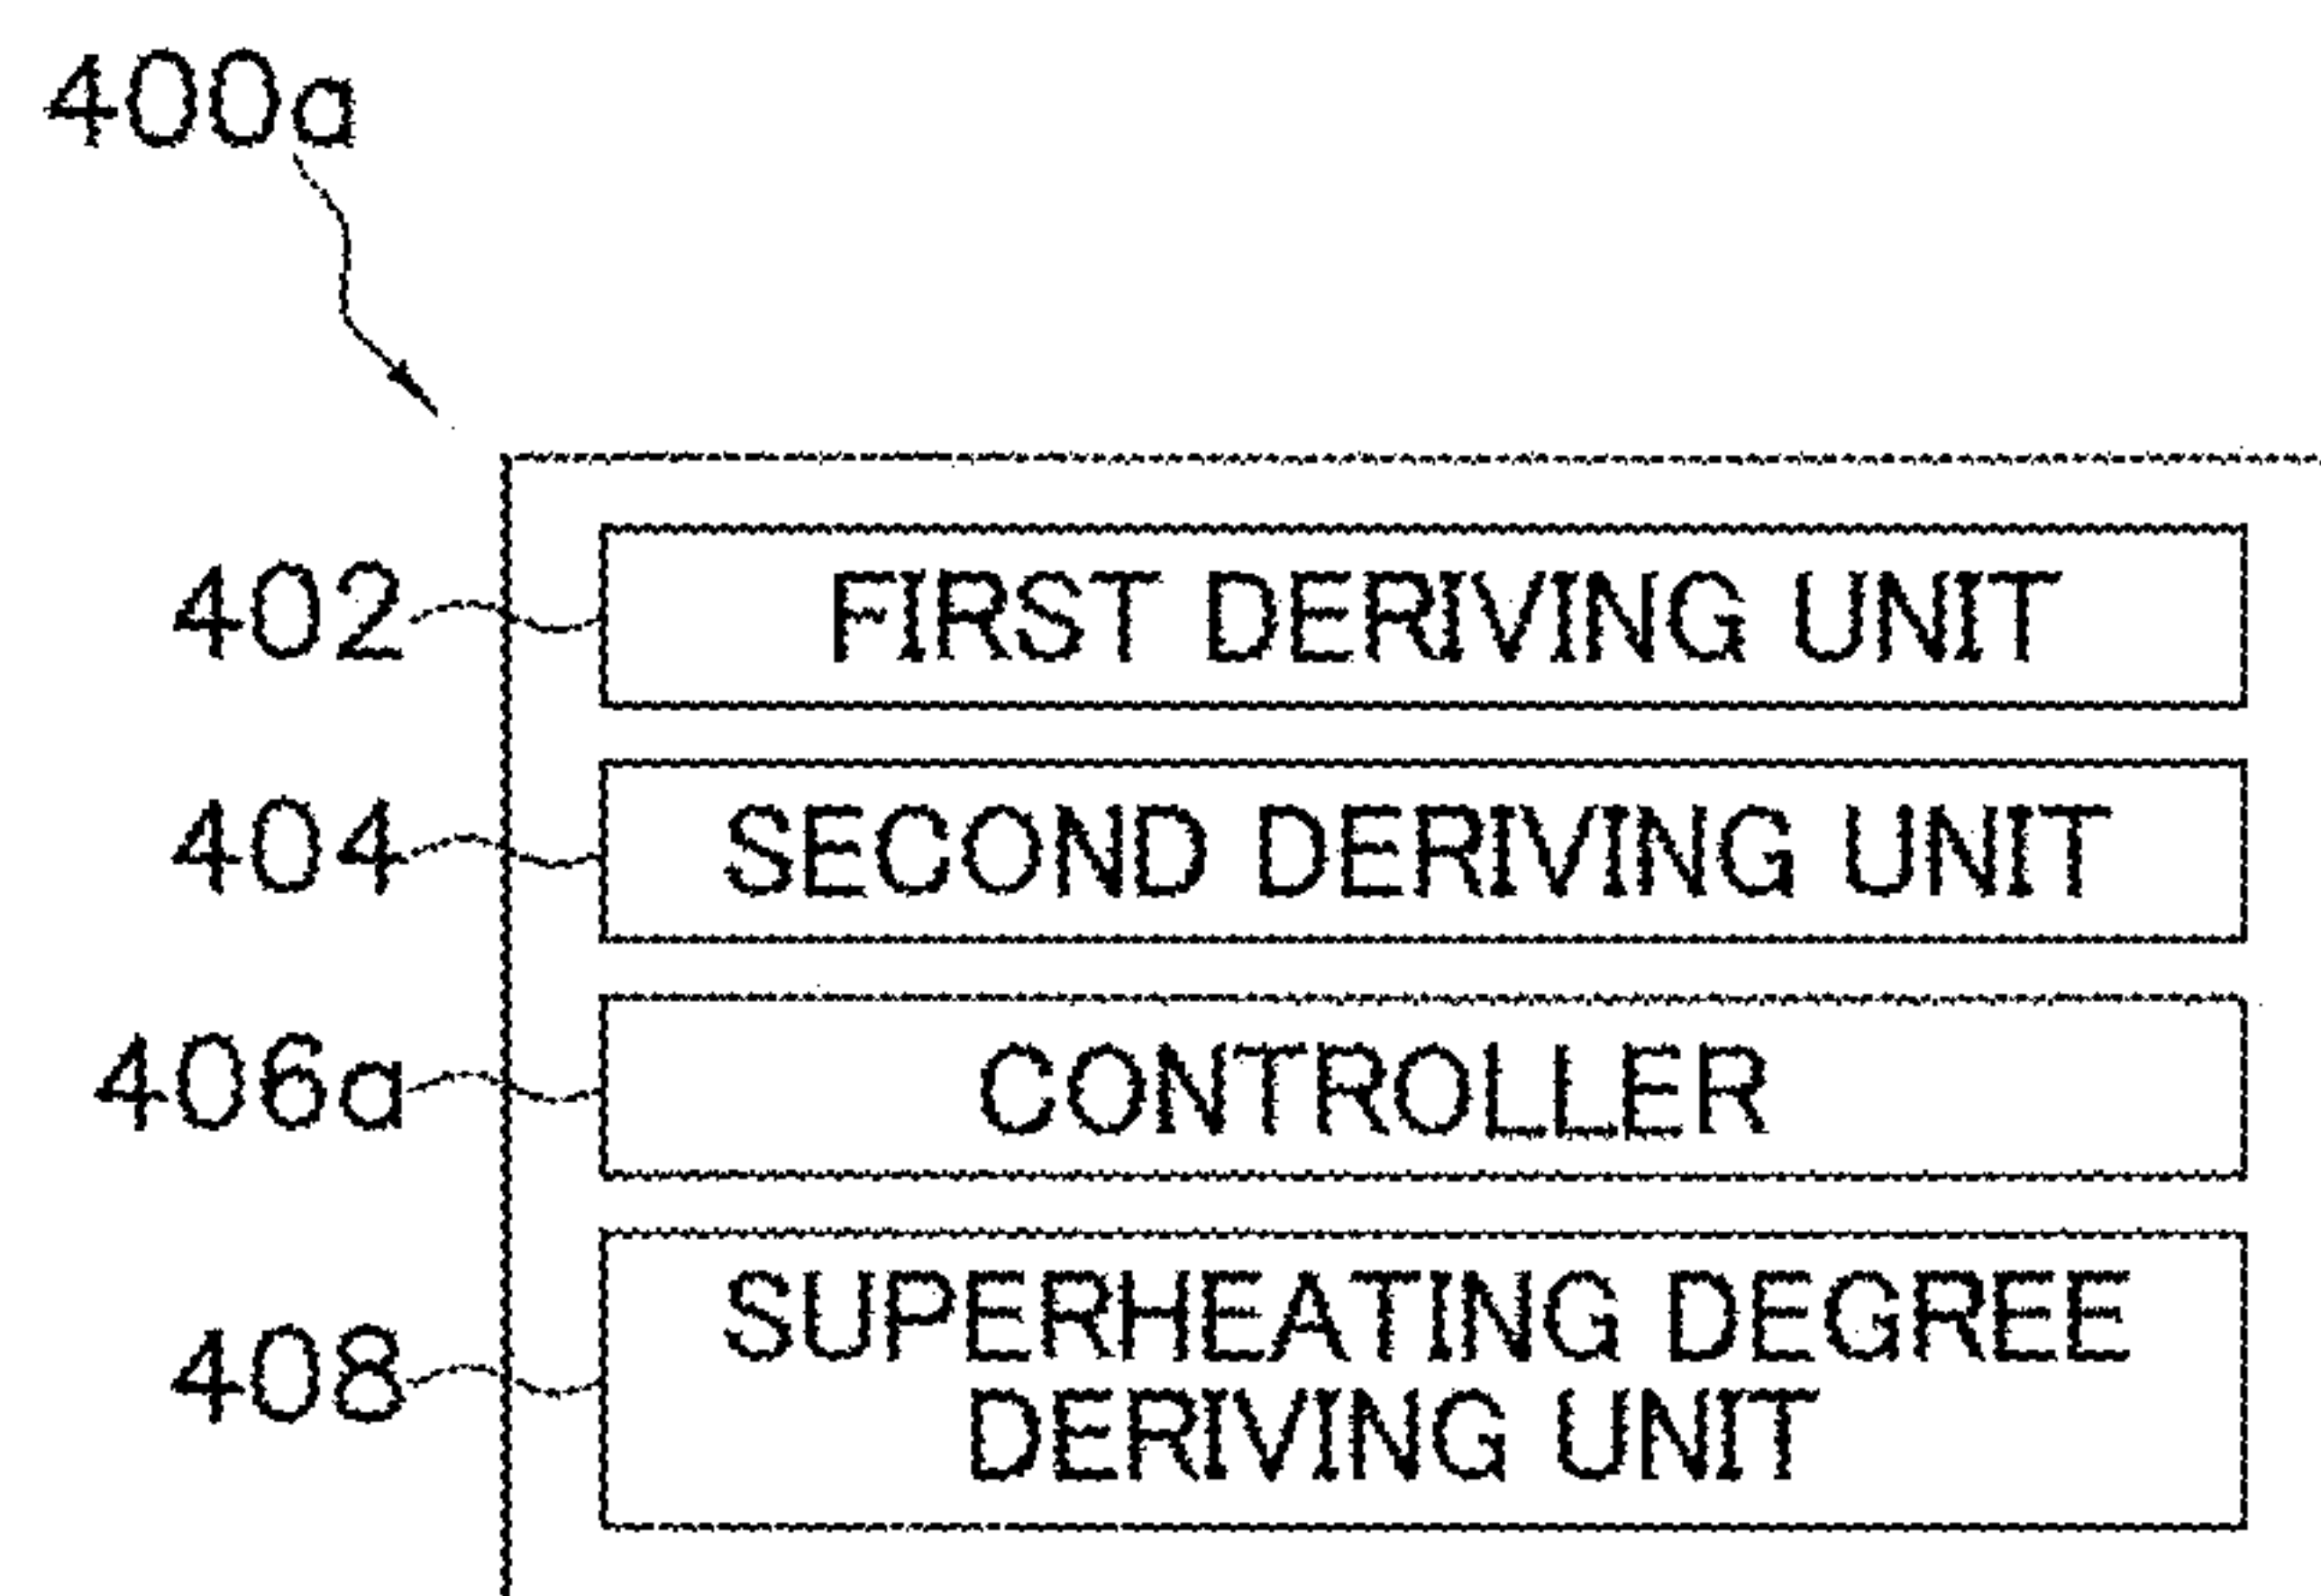 400a
402 FIRST DERIVING UNIT
404 SECOND DERIVING UNIT
406a CONTROLLER
408 SUPERHEATING DEGREE
DERIVING UNIT